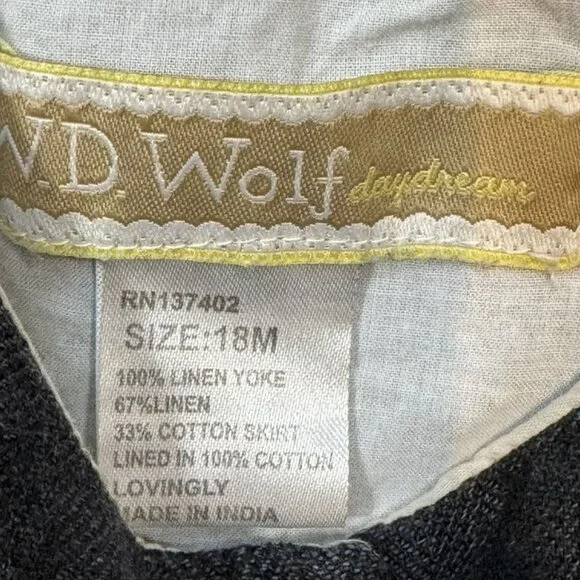 W.D. Wolf daydream
RN137402
SIZE:18M
100% LINEN YOKE
67%LINEN
33% COTTON SKIRT
LINED IN 100% COTTON
LOVINGLY
MADE IN INDIA